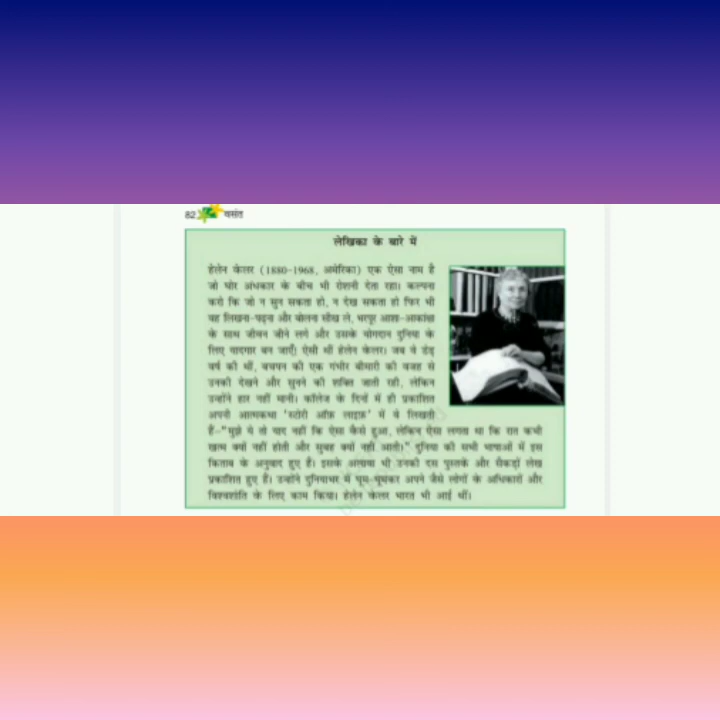 82 वसंत
लेखिका के बारे में
हेलेन केलर (1880-1968, अमेरिका) एक ऐसा नाम है
जो घोर अंधकार के बीच भी रोशनी देता रहा। कल्पना
करो कि जो न सुन सकता हो, न देख सकता हो फिर भी
वह लिखना-पढ़ना और बोलना सीख ले, भरपूर आशा-आकांक्षा
के साथ जीवन जीने लगे और उसके योगदान दुनिया के
लिए यादगार बन जाएँ! ऐसी थीं हेलेन केलर। जब वे डेढ़
वर्ष की थीं, बचपन की एक गंभीर बीमारी की वजह से
उनकी देखने और सुनने की शक्ति जाती रही, लेकिन
उन्होंने हार नहीं मानी। कॉलेज के दिनों में ही प्रकाशित
अपनी आत्मकथा 'स्टोरी ऑफ़ लाइफ़' में वे लिखती
हैं-"मुझे ये तो याद नहीं कि ऐसा कैसे हुआ, लेकिन ऐसा लगता था कि रात कभी
खत्म क्यों नहीं होती और सुबह क्यों नहीं आती।" दुनिया की सभी भाषाओं में इस
किताब के अनुवाद हुए हैं। इसके अलावा भी उनकी दस पुस्तकें और सैकड़ों लेख
प्रकाशित हुए हैं। उन्होंने दुनियाभर में घूम-घूमकर अपने जैसे लोगों के अधिकारों और
विश्वशांति के लिए काम किया। हेलेन केलर भारत भी आई थीं।